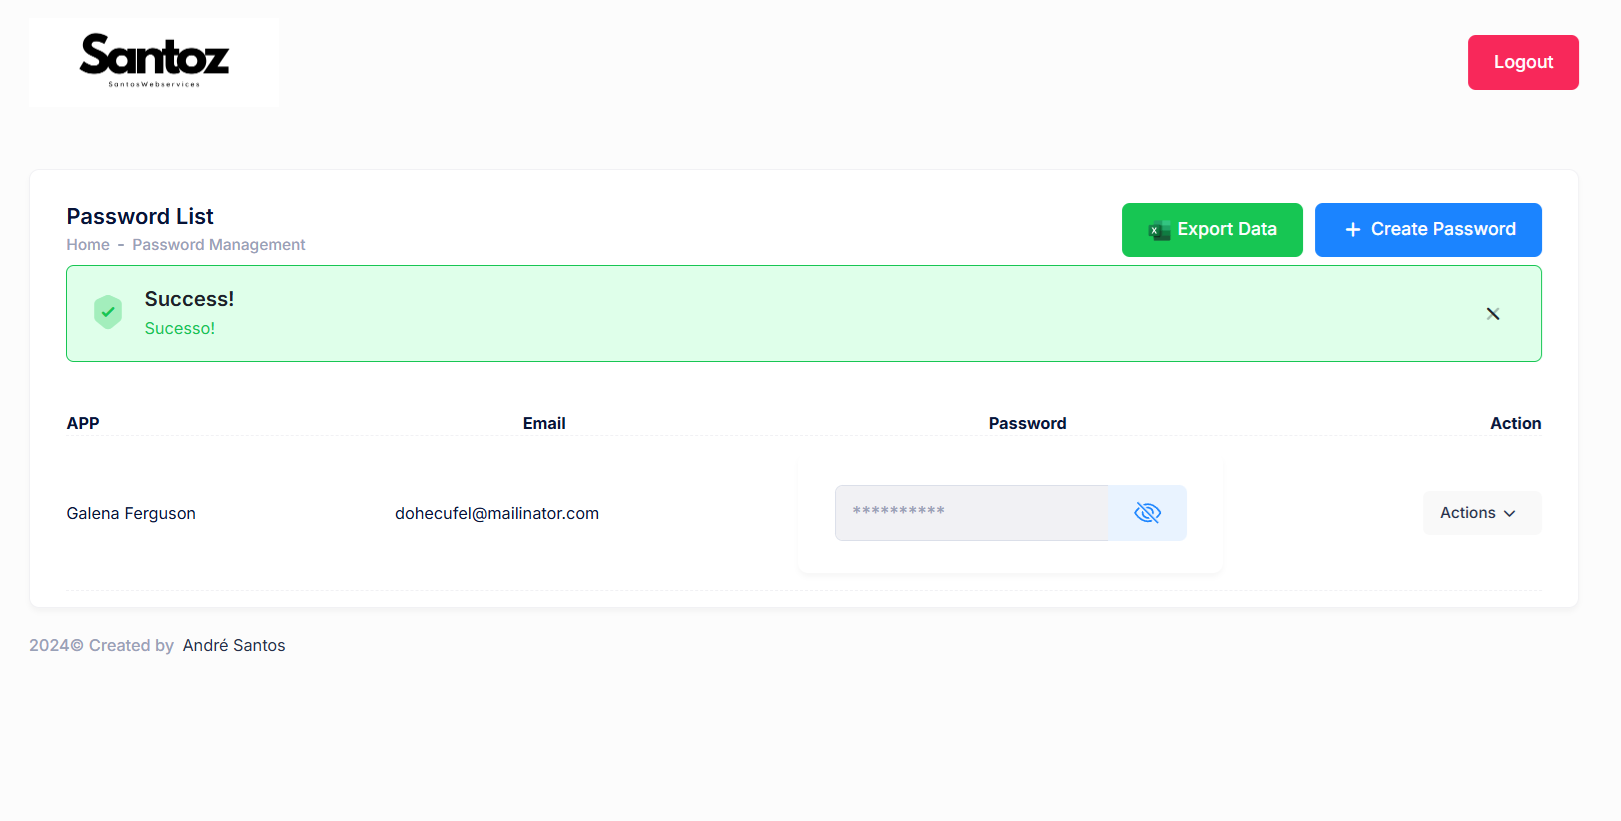 Santoz
SantosWebservices
Logout
Password List
Home - Password Management
Export Data
+ Create Password
Success!
Sucesso!
APP Email Password Action
Galena Ferguson dohecufel@mailinator.com ********** Actions
2024© Created by André Santos